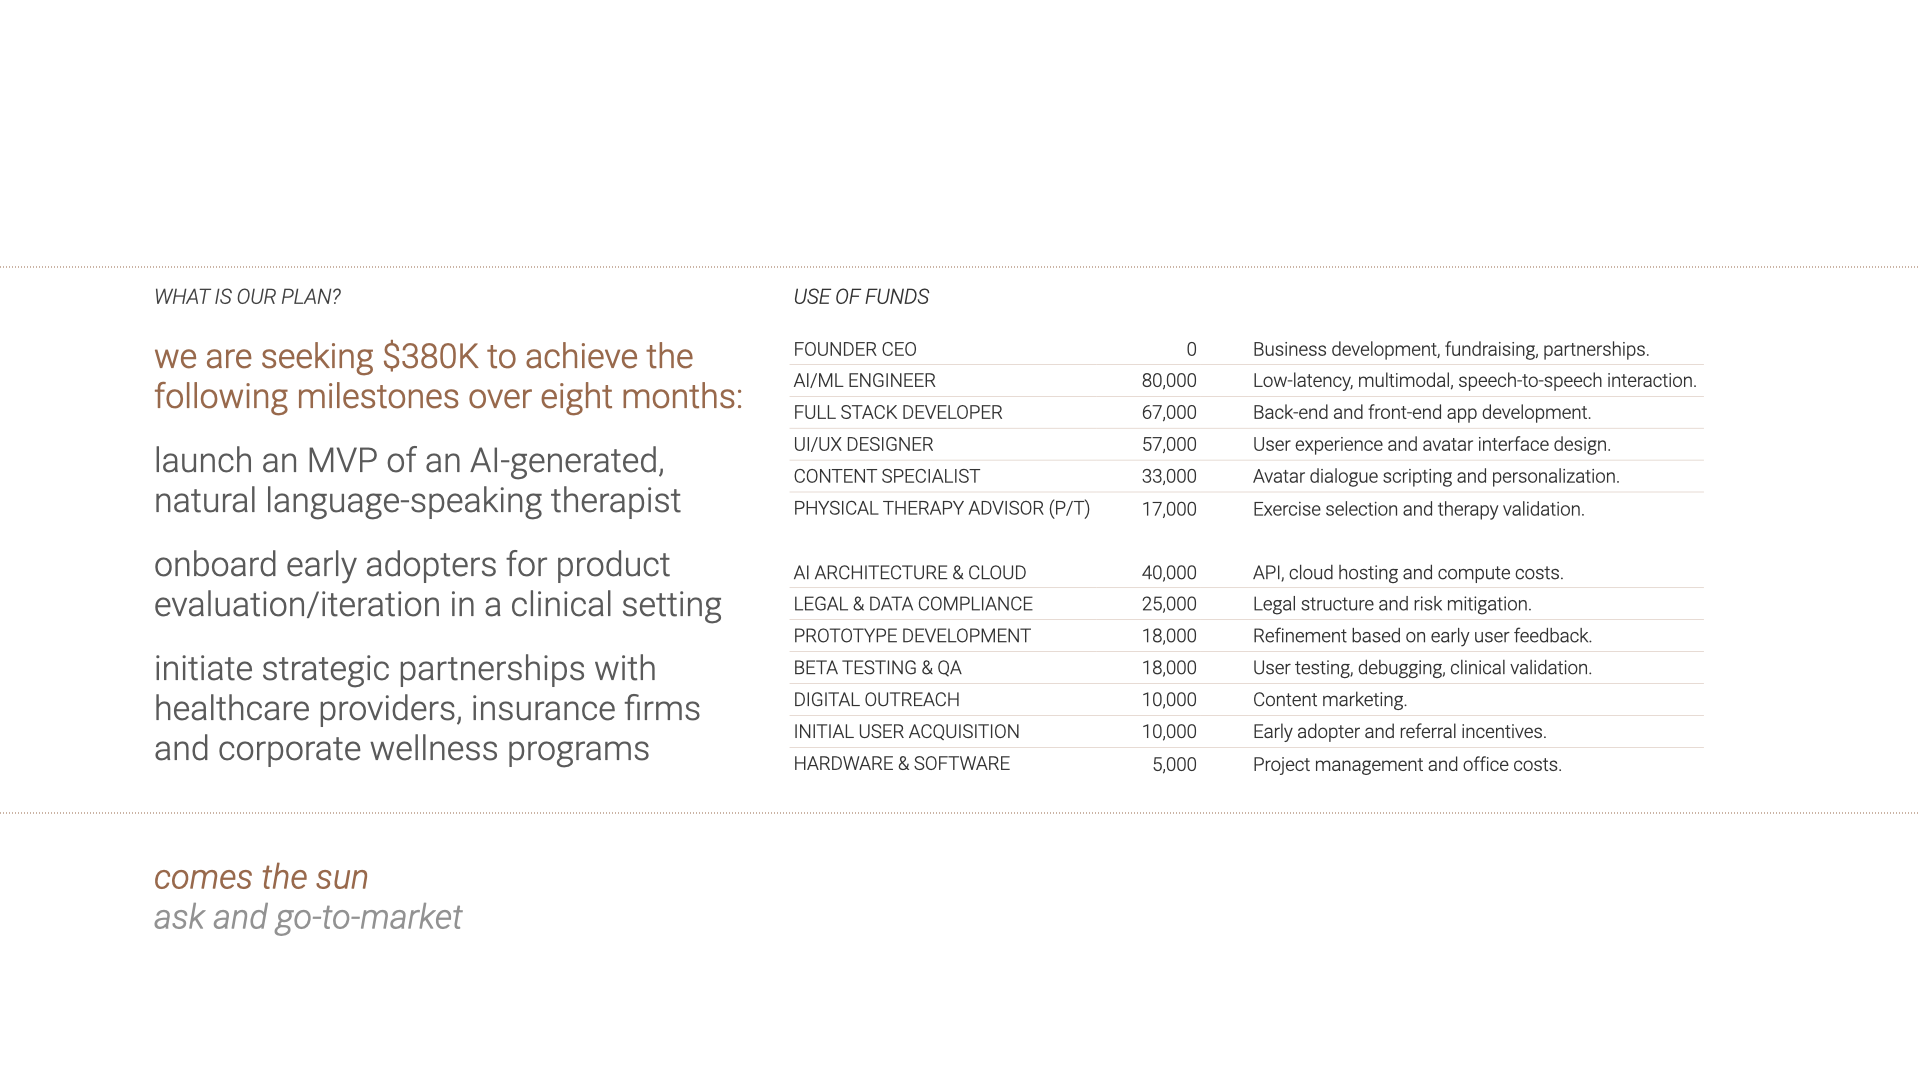 WHAT IS OUR PLAN?
we are seeking $380K to achieve the
following milestones over eight months:
launch an MVP of an AI-generated,
natural language-speaking therapist
onboard early adopters for product
evaluation/iteration in a clinical setting
initiate strategic partnerships with
healthcare providers, insurance firms
and corporate wellness programs
USE OF FUNDS
FOUNDER CEO 0 Business development, fundraising, partnerships.
AI/ML ENGINEER 80,000 Low-latency, multimodal, speech-to-speech interaction.
FULL STACK DEVELOPER 67,000 Back-end and front-end app development.
UI/UX DESIGNER 57,000 User experience and avatar interface design.
CONTENT SPECIALIST 33,000 Avatar dialogue scripting and personalization.
PHYSICAL THERAPY ADVISOR (P/T) 17,000 Exercise selection and therapy validation.
AI ARCHITECTURE & CLOUD 40,000 API, cloud hosting and compute costs.
LEGAL & DATA COMPLIANCE 25,000 Legal structure and risk mitigation.
PROTOTYPE DEVELOPMENT 18,000 Refinement based on early user feedback.
BETA TESTING & QA 18,000 User testing, debugging, clinical validation.
DIGITAL OUTREACH 10,000 Content marketing.
INITIAL USER ACQUISITION 10,000 Early adopter and referral incentives.
HARDWARE & SOFTWARE 5,000 Project management and office costs.
comes the sun
ask and go-to-market